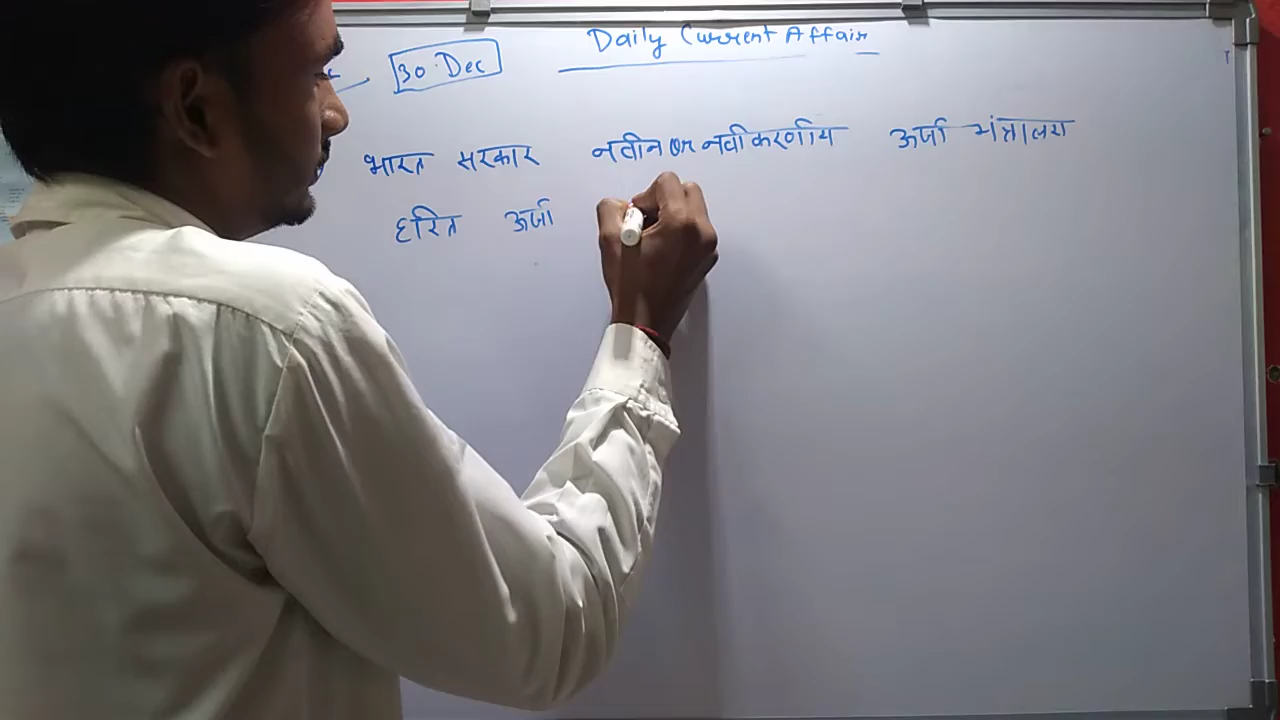 Daily Current Affair
30 Dec
भारत सरकार नवीन or नवीकरणीय ऊर्जा मंत्रालय
हरित ऊर्जा